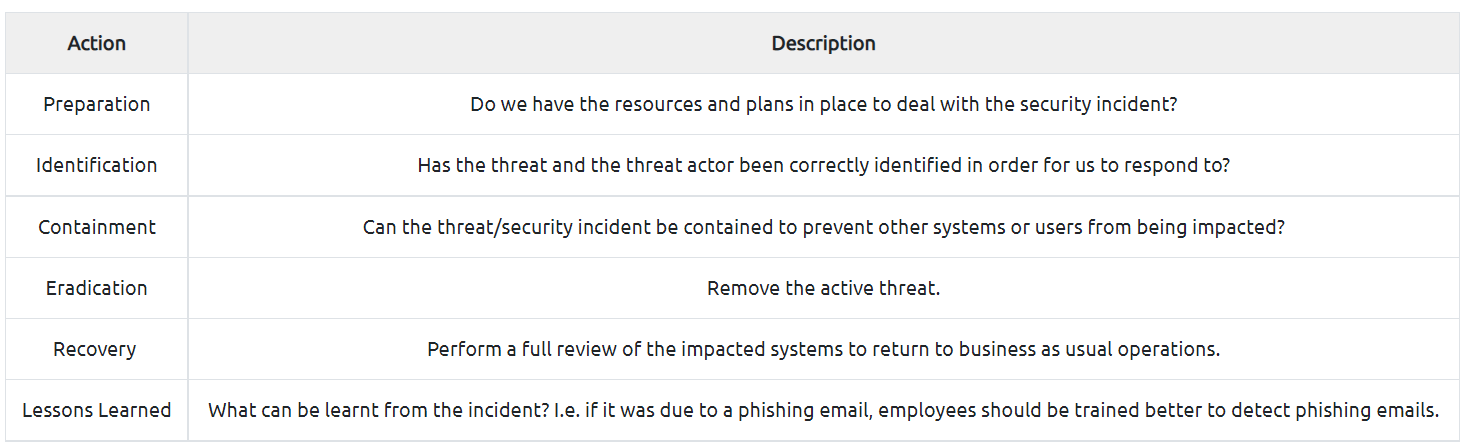 Action Description
Preparation Do we have the resources and plans in place to deal with the security incident?
Identification Has the threat and the threat actor been correctly identified in order for us to respond to?
Containment Can the threat/security incident be contained to prevent other systems or users from being impacted?
Eradication Remove the active threat.
Recovery Perform a full review of the impacted systems to return to business as usual operations.
Lessons Learned What can be learnt from the incident? I.e. if it was due to a phishing email, employees should be trained better to detect phishing emails.